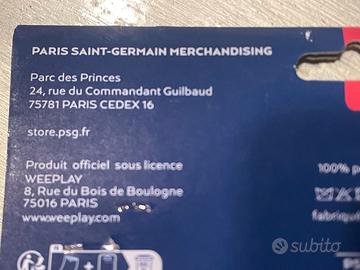 PARIS SAINT-GERMAIN MERCHANDISING
Parc des Princes
24, rue du Commandant Guilbaud
75781 PARIS CEDEX 16
store.psg.fr
Produit officiel sous licence
WEEPLAY
8, Rue du Bois de Boulogne
75016 PARIS
www.weeplay.com
100% p
fabriqu
subito